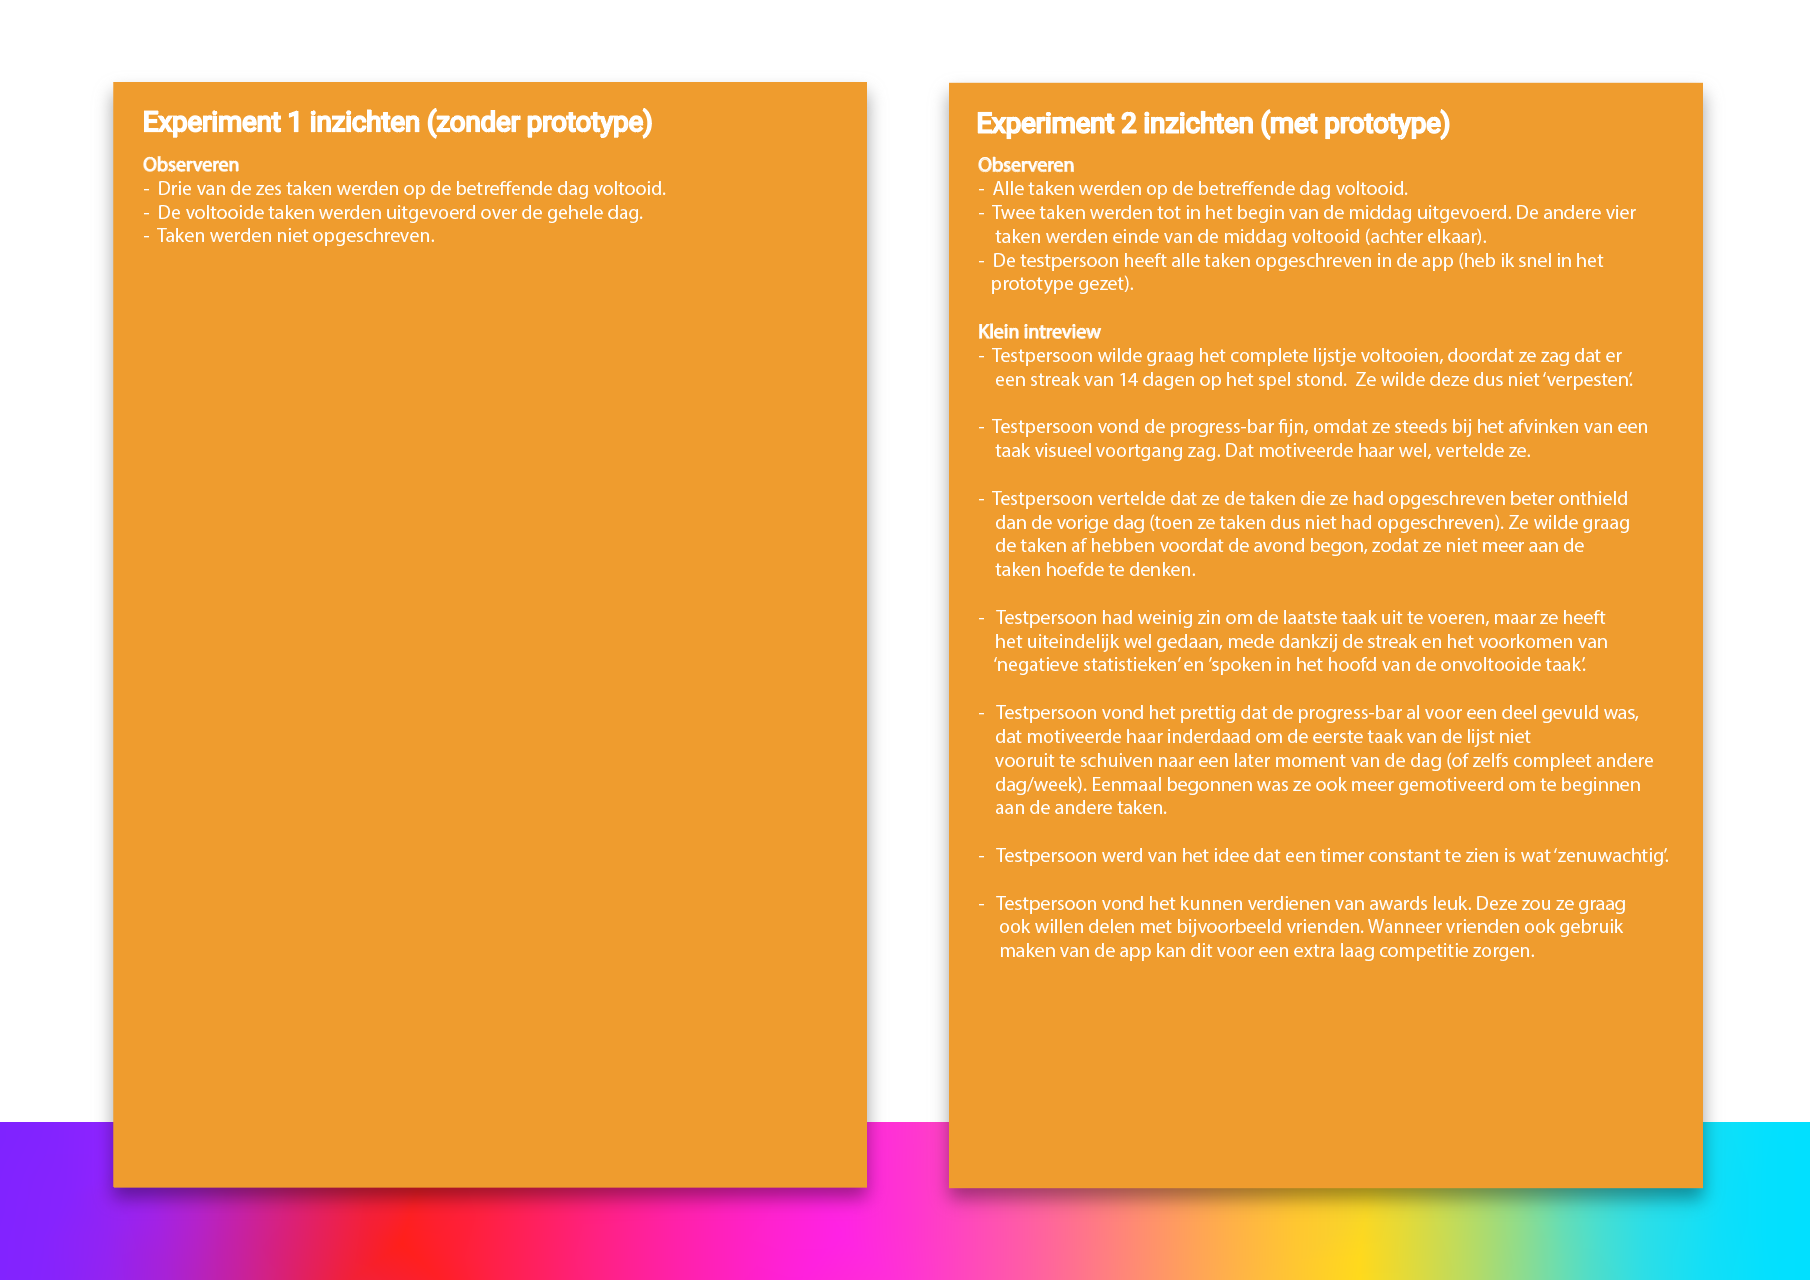 Experiment 1 inzichten (zonder prototype)
Observeren
- Drie van de zes taken werden op de betreffende dag voltooid.
- De voltooide taken werden uitgevoerd over de gehele dag.
- Taken werden niet opgeschreven.
Experiment 2 inzichten (met prototype)
Observeren
- Alle taken werden op de betreffende dag voltooid.
- Twee taken werden tot in het begin van de middag uitgevoerd. De andere vier
taken werden einde van de middag voltooid (achter elkaar).
- De testpersoon heeft alle taken opgeschreven in de app (heb ik snel in het
prototype gezet).
Klein intreview
- Testpersoon wilde graag het complete lijstje voltooien, doordat ze zag dat er
een streak van 14 dagen op het spel stond. Ze wilde deze dus niet ‘verpesten’.
- Testpersoon vond de progress-bar fijn, omdat ze steeds bij het afvinken van een
taak visueel voortgang zag. Dat motiveerde haar wel, vertelde ze.
- Testpersoon vertelde dat ze de taken die ze had opgeschreven beter onthield
dan de vorige dag (toen ze taken dus niet had opgeschreven). Ze wilde graag
de taken af hebben voordat de avond begon, zodat ze niet meer aan de
taken hoefde te denken.
- Testpersoon had weinig zin om de laatste taak uit te voeren, maar ze heeft
het uiteindelijk wel gedaan, mede dankzij de streak en het voorkomen van
‘negatieve statistieken’ en ‘spoken in het hoofd van de onvoltooide taak’.
- Testpersoon vond het prettig dat de progress-bar al voor een deel gevuld was,
dat motiveerde haar inderdaad om de eerste taak van de lijst niet
vooruit te schuiven naar een later moment van de dag (of zelfs compleet andere
dag/week). Eenmaal begonnen was ze ook meer gemotiveerd om te beginnen
aan de andere taken.
- Testpersoon werd van het idee dat een timer constant te zien is wat ‘zenuwachtig’.
- Testpersoon vond het kunnen verdienen van awards leuk. Deze zou ze graag
ook willen delen met bijvoorbeeld vrienden. Wanneer vrienden ook gebruik
maken van de app kan dit voor een extra laag competitie zorgen.